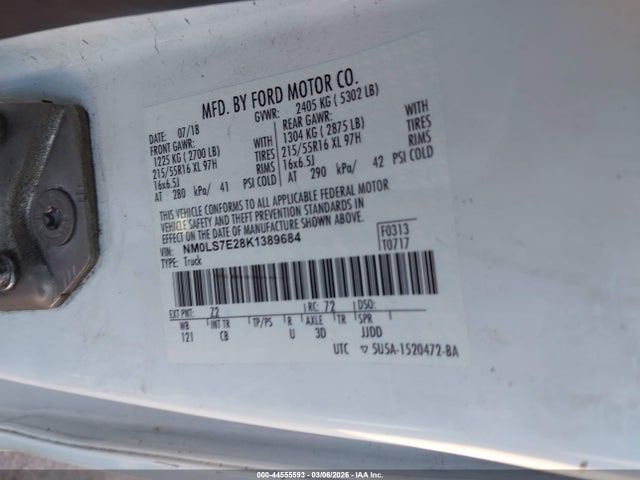 MFD. BY FORD MOTOR CO.
DATE: 07/18 GVWR: 2405 KG ( 5302 LB)
FRONT GAWR: WITH REAR GAWR: WITH
1225 KG ( 2700 LB) TIRES 1304 KG ( 2875 LB) TIRES
215/55R16 XL 97H RIMS 215/55R16 XL 97H RIMS
16x6.5J 16x6.5J
AT 280 kPa/ 41 PSI COLD AT 290 kPa/ 42 PSI COLD
THIS VEHICLE CONFORMS TO ALL APPLICABLE FEDERAL MOTOR
VEHICLE SAFETY AND THEFT PREVENTION STANDARDS IN
EFFECT ON THE DATE OF MANUFACTURE SHOWN ABOVE.
VIN: NM0LS7E28K1389684 F0313
TYPE: Truck T0717
EXT PNT: Z2 RC: 72 DSO:
WB INT TR TP/PS R AXLE TR SPR
121 CB U 3D JJDD
UTC ▽ 5USA-1520472-BA
000-44555593 - 03/06/2026 - IAA Inc.